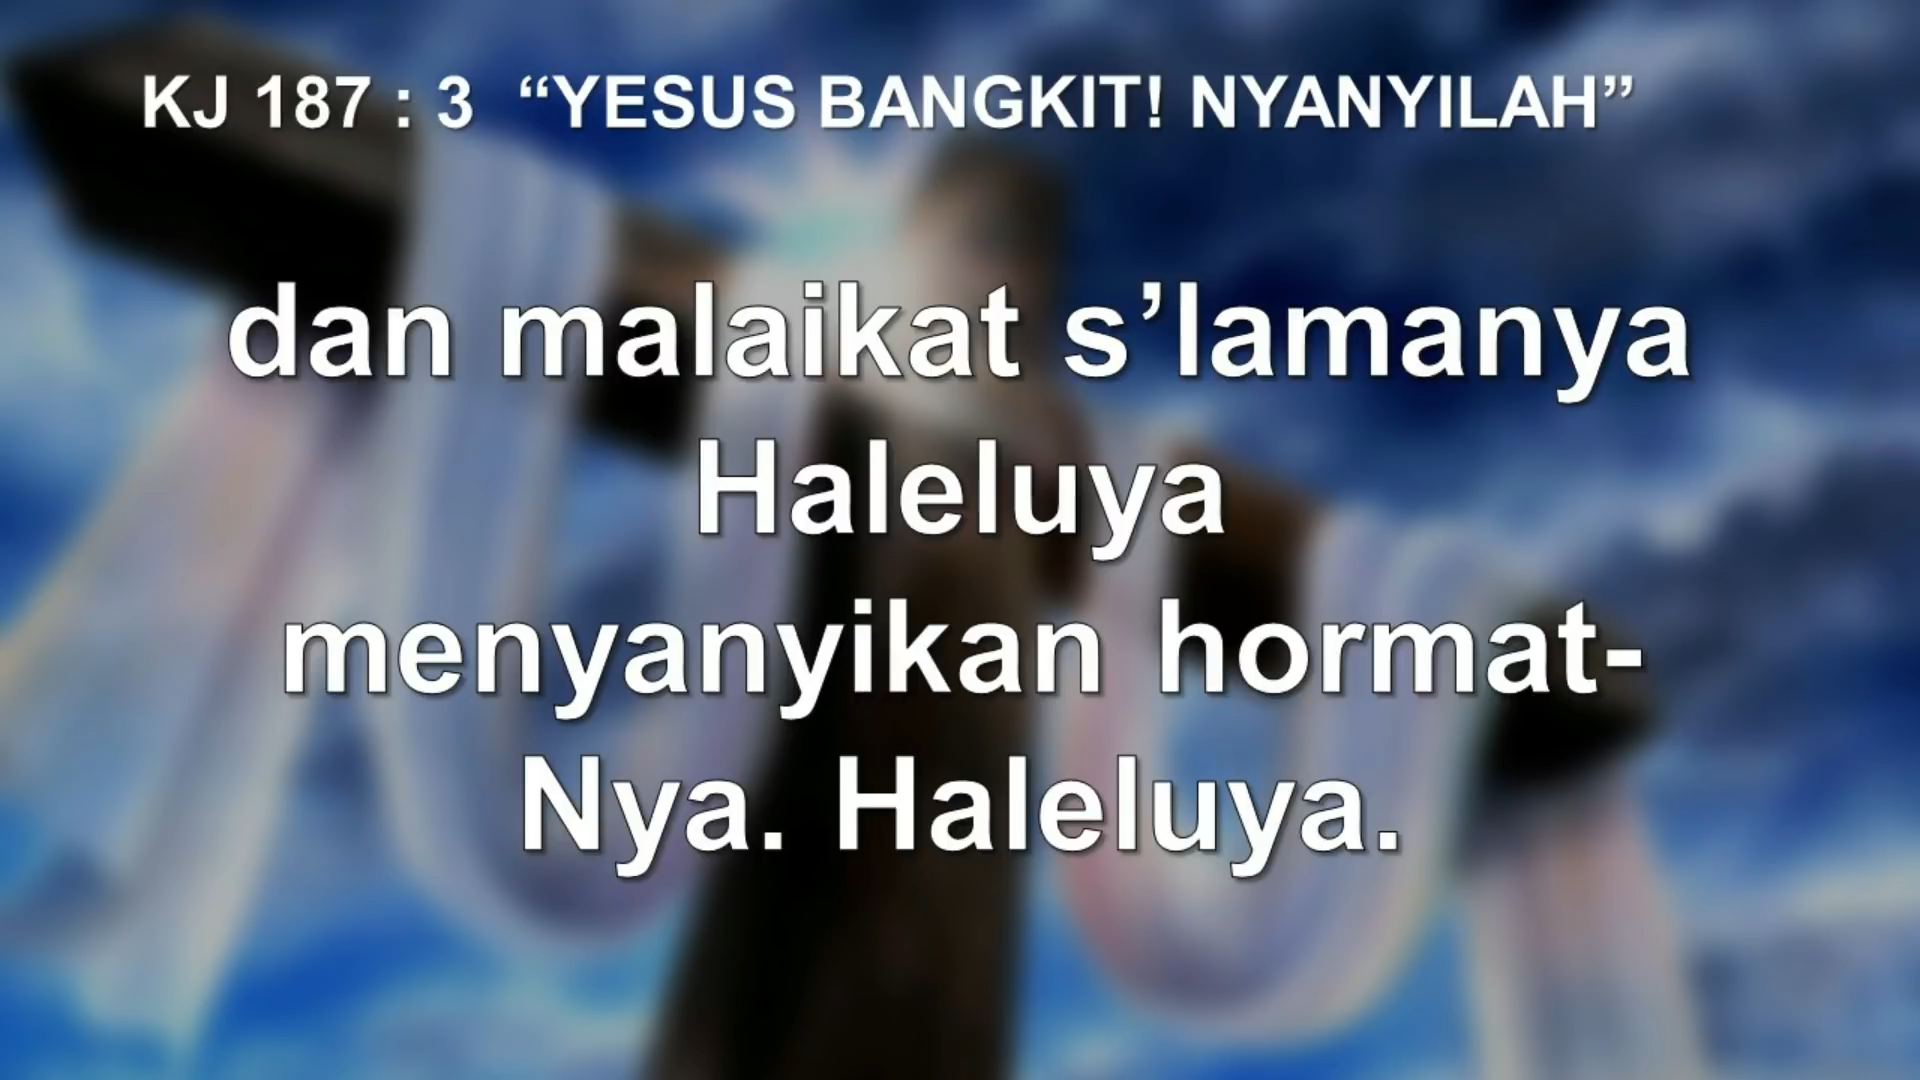 KJ 187 : 3 “YESUS BANGKIT! NYANYILAH”
dan malaikat s’lamanya
Haleluya
menyanyikan hormat-
Nya. Haleluya.